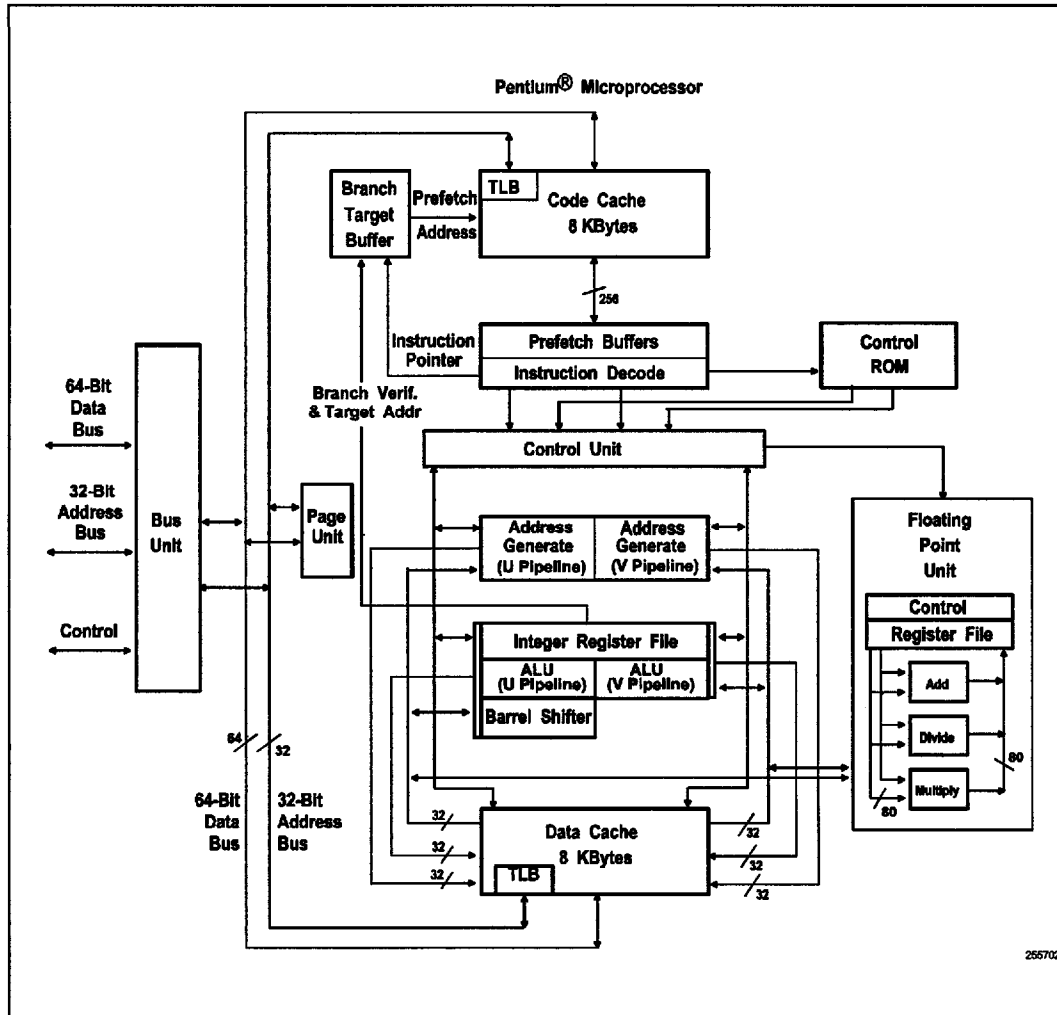 Pentium® Microprocessor
Branch
Target
Buffer
Prefetch
Address
TLB
Code Cache
8 KBytes
256
Instruction
Pointer
Prefetch Buffers
Instruction Decode
Control
ROM
Branch Verif.
& Target Addr
Control Unit
64-Bit
Data
Bus
32-Bit
Address
Bus
Control
Bus
Unit
Page
Unit
Address
Generate
(U Pipeline)
Address
Generate
(V Pipeline)
Integer Register File
ALU
(U Pipeline)
ALU
(V Pipeline)
Barrel Shifter
Floating
Point
Unit
Control
Register File
Add
Divide
Multiply
80
80
64
32
64-Bit
Data
Bus
32-Bit
Address
Bus
32
32
32
Data Cache
8 KBytes
TLB
32
32
32
255702